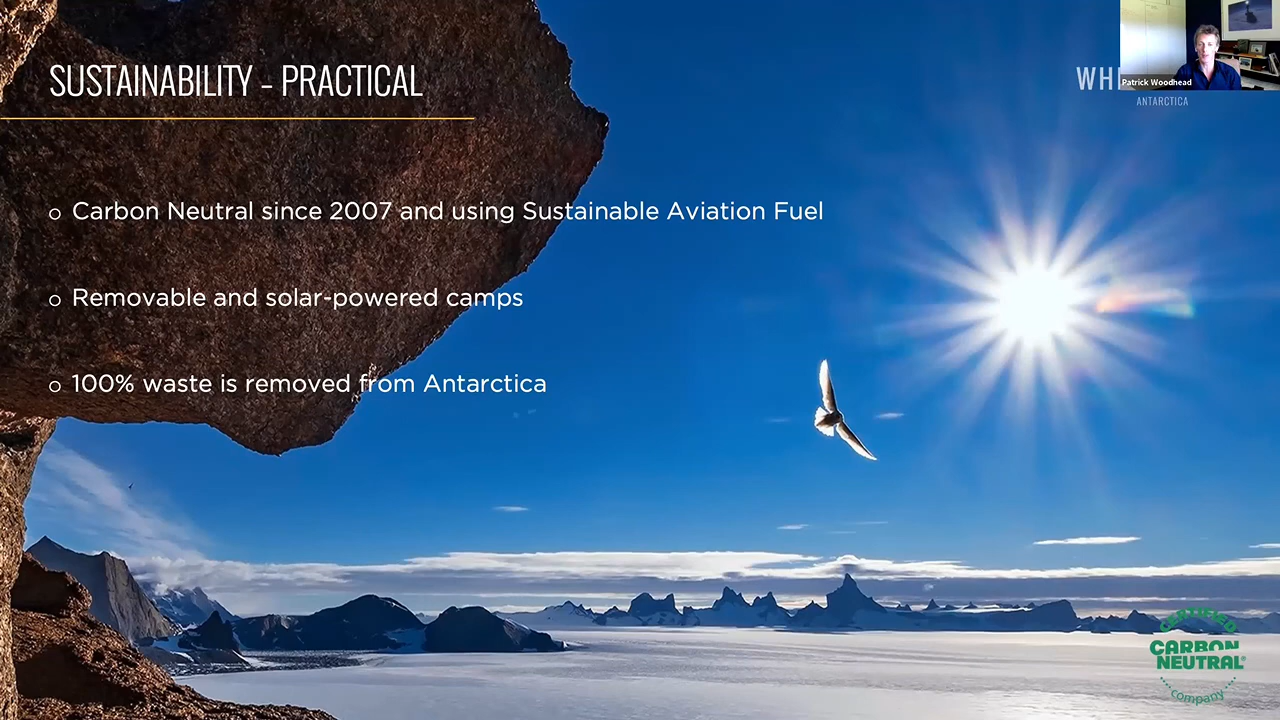 SUSTAINABILITY - PRACTICAL
WHI
ANTARCTICA
Patrick Woodhead
○ Carbon Neutral since 2007 and using Sustainable Aviation Fuel
○ Removable and solar-powered camps
○ 100% waste is removed from Antarctica
CERTIFIED
CARBON
NEUTRAL®
company